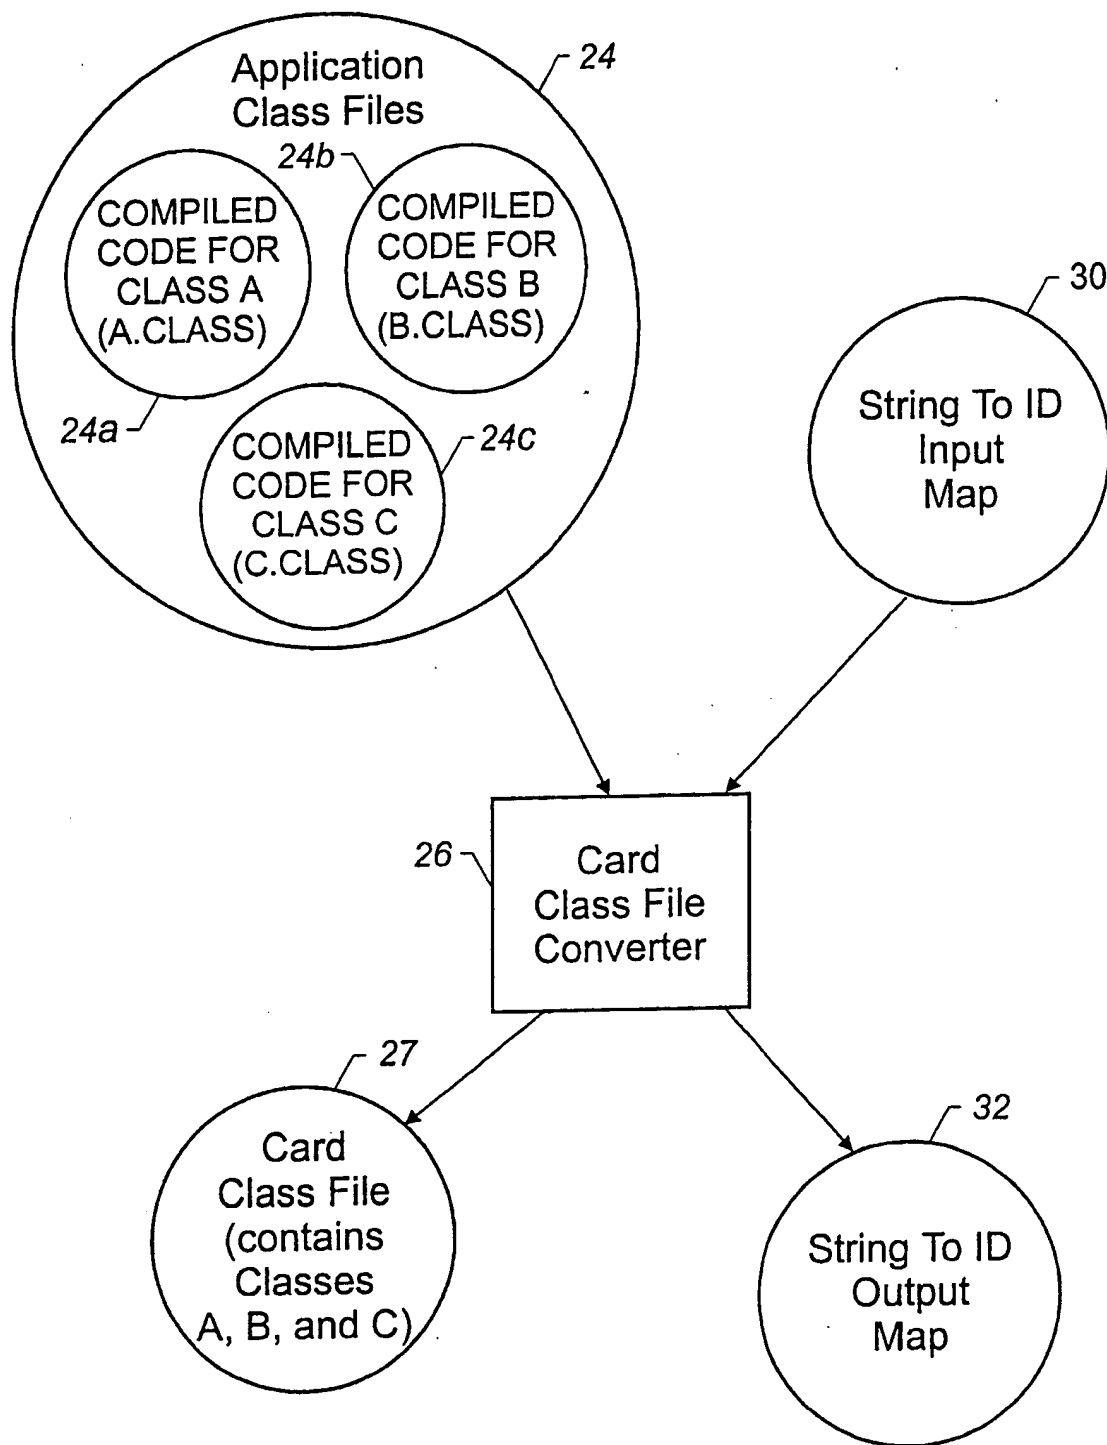 24
Application
Class Files
24b
COMPILED
CODE FOR
CLASS A
(A.CLASS)
COMPILED
CODE FOR
CLASS B
(B.CLASS)
24a
COMPILED
CODE FOR
CLASS C
(C.CLASS)
24c
30
String To ID
Input
Map
26
Card
Class File
Converter
27
Card
Class File
(contains
Classes
A, B, and C)
32
String To ID
Output
Map